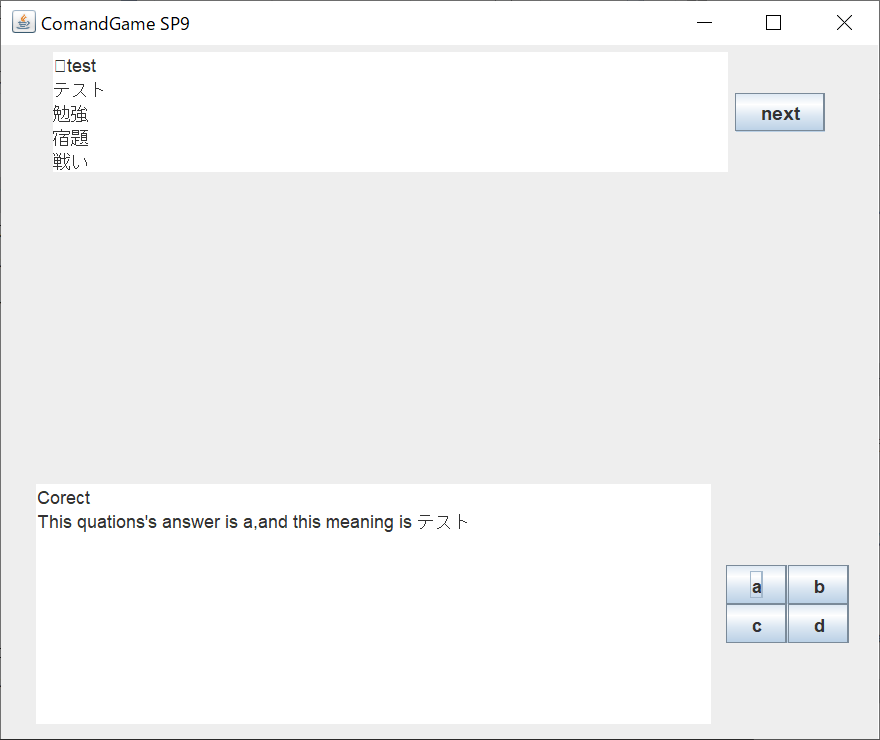 ComandGame SP9
□test
テスト
勉強
宿題
戦い
next
Corect
This quations's answer is a,and this meaning is テスト
a b
c d